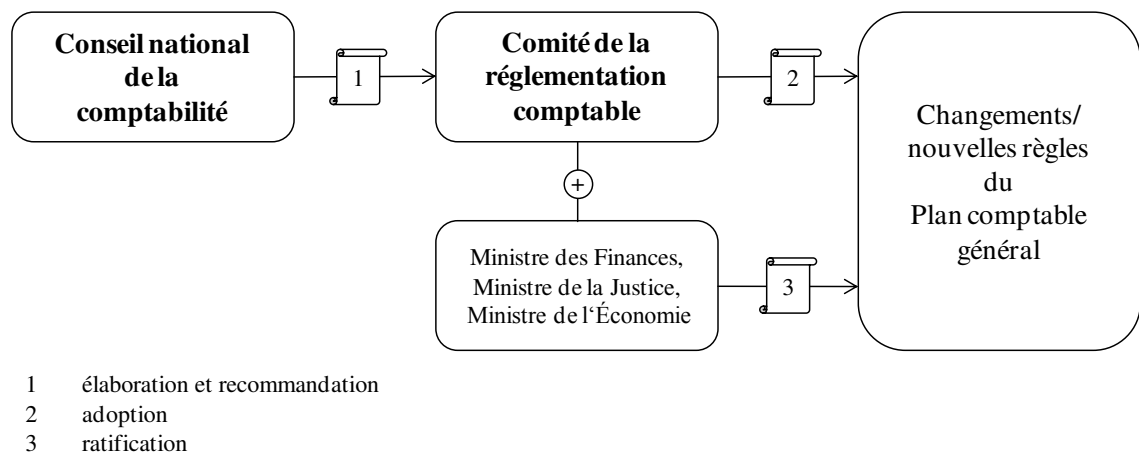 Conseil national
de la
comptabilité
1
Comité de la
réglementation
comptable
2
Changements/
nouvelles règles
du
Plan comptable
général
+
Ministre des Finances,
Ministre de la Justice,
Ministre de l‘Économie
3
1 élaboration et recommandation
2 adoption
3 ratification